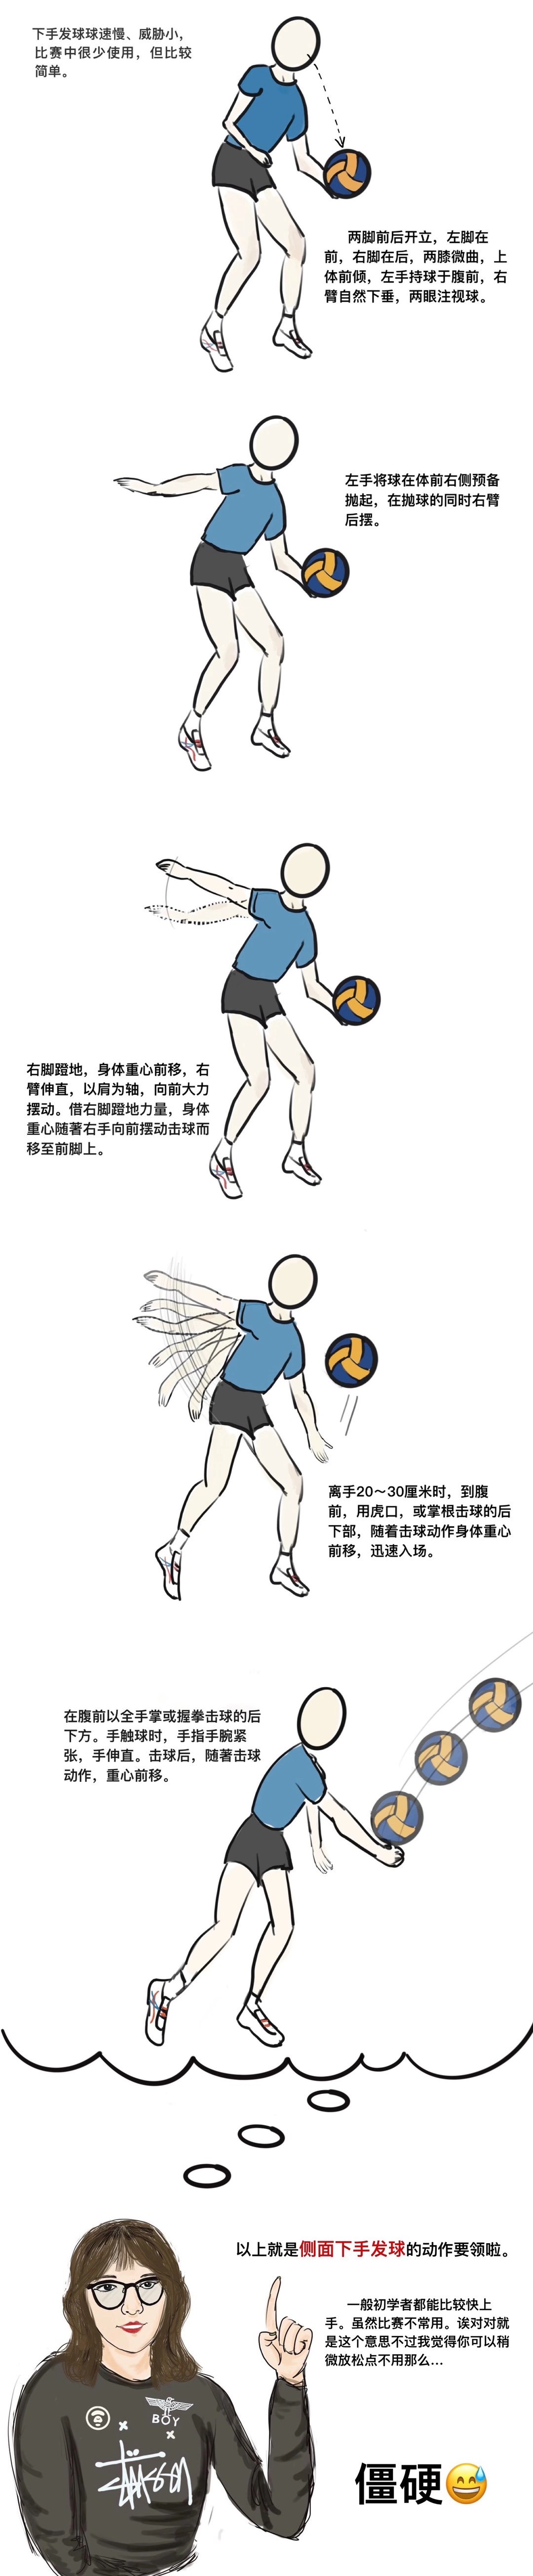 下手发球球速慢、威胁小，
比赛中很少使用，但比较
简单。
两脚前后开立，左脚在
前，右脚在后，两膝微曲，上
体前倾，左手持球于腹前，右
臂自然下垂，两眼注视球。
左手将球在体前右侧预备
抛起，在抛球的同时右臂
后摆。
右脚蹬地，身体重心前移，右
臂伸直，以肩为轴，向前大力
摆动。借右脚蹬地力量，身体
重心随著右手向前摆动击球而
移至前脚上。
离手20～30厘米时，到腹
前，用虎口，或掌根击球的后
下部，随着击球动作身体重心
前移，迅速入场。
在腹前以全手掌或握拳击球的后
下方。手触球时，手指手腕紧
张，手伸直。击球后，随著击球
动作，重心前移。
以上就是侧面下手发球的动作要领啦。
一般初学者都能比较快上
手。虽然比赛不常用。诶对对就
是这个意思不过我觉得你可以稍
微放松点不用那么...
BOY
僵硬😅